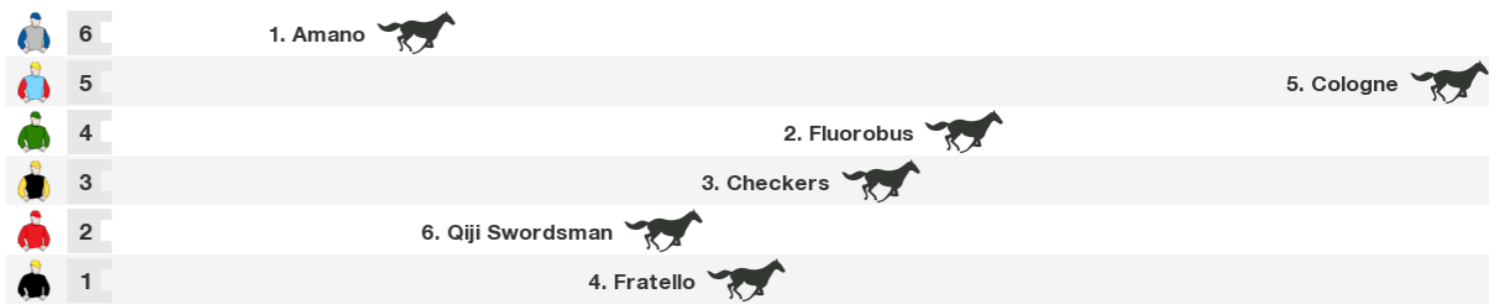 6 1. Amano
5 5. Cologne
4 2. Fluorobus
3 3. Checkers
2 6. Qiji Swordsman
1 4. Fratello